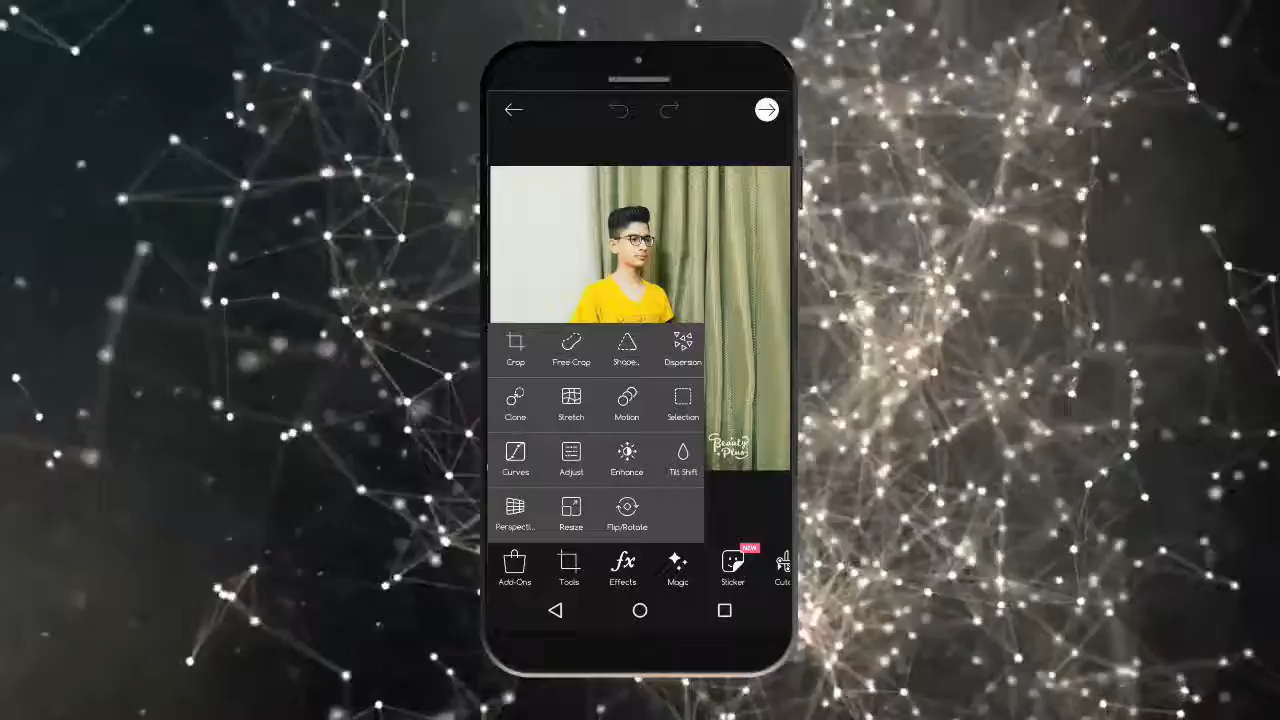 Crop Free Crop Shape.. Dispersion
Beauty
Plus
Clone Stretch Motion Selection
Curves Adjust Enhance Tilt Shift
Perspecti.. Resize Flip/Rotate
NEW
Add-Ons Tools Effects Magic Sticker Cuto